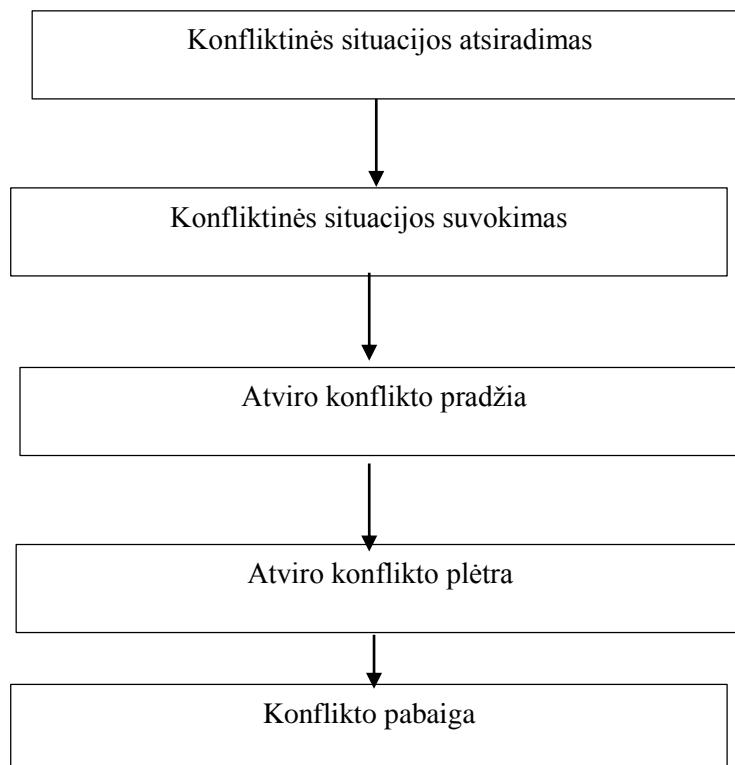 Konfliktinės situacijos atsiradimas
Konfliktinės situacijos suvokimas
Atviro konflikto pradžia
Atviro konflikto plėtra
Konflikto pabaiga